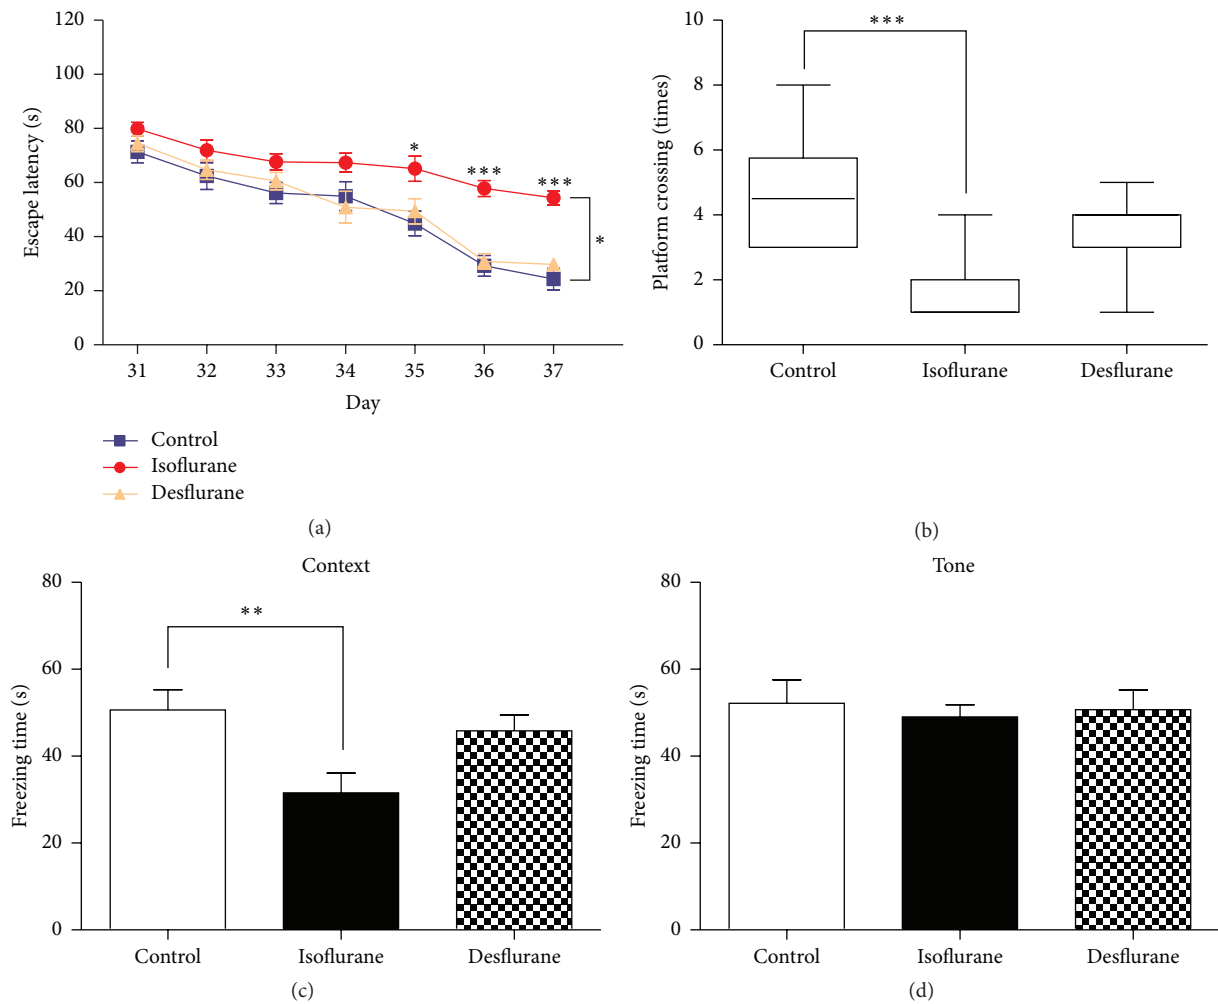 120
100
80
60
40
20
0
Escape latency (s)
*
***
***
*
31 32 33 34 35 36 37
Day
Control
Isoflurane
Desflurane
(a)
10
8
6
4
2
0
Platform crossing (times)
***
Control Isoflurane Desflurane
(b)
Context
80
60
40
20
0
Freezing time (s)
**
Control Isoflurane Desflurane
(c)
Tone
80
60
40
20
0
Freezing time (s)
Control Isoflurane Desflurane
(d)